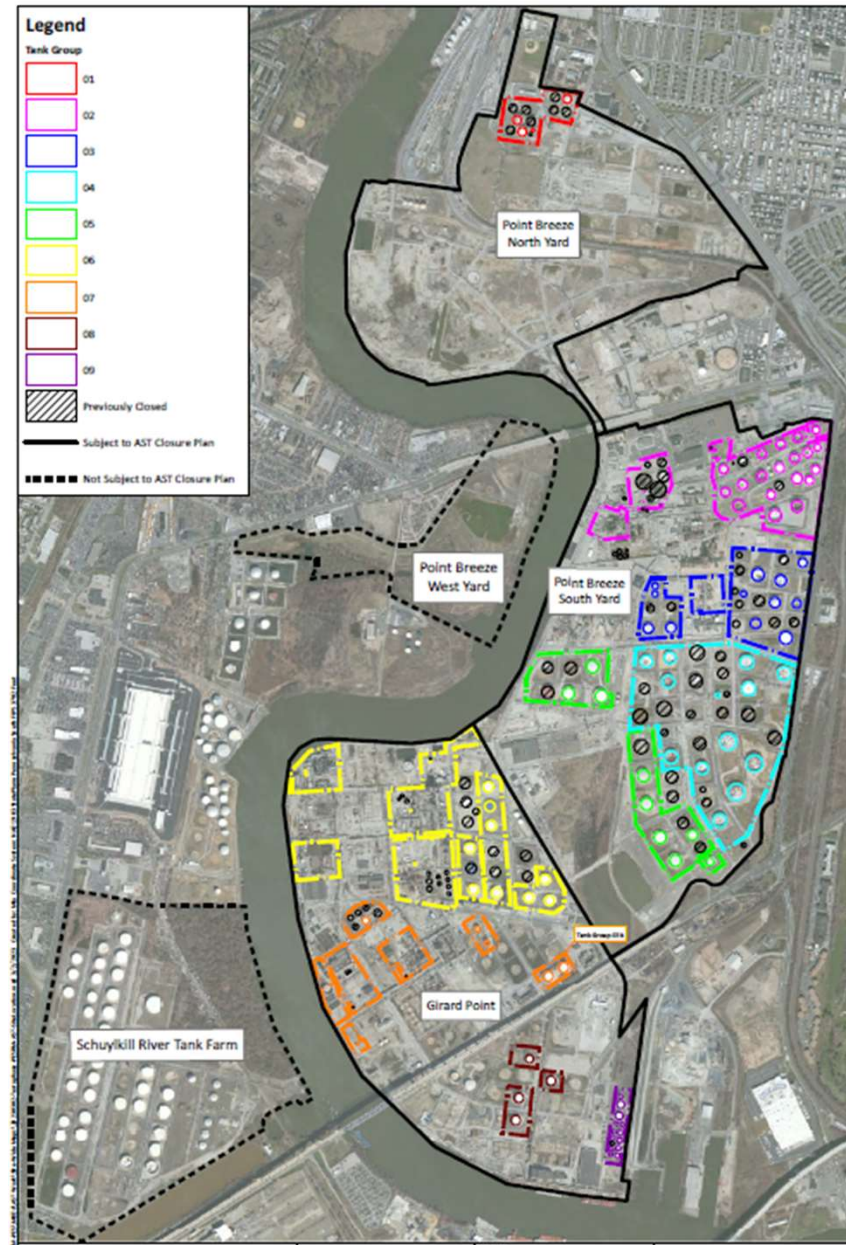 Legend
Tank Group
01
02
03
04
05
06
07
08
09
Previously Closed
Subject to AST Closure Plan
Not Subject to AST Closure Plan
Point Breeze
North Yard
Point Breeze
West Yard
Point Breeze
South Yard
Girard Point
Schuylkill River Tank Farm
Tank Group